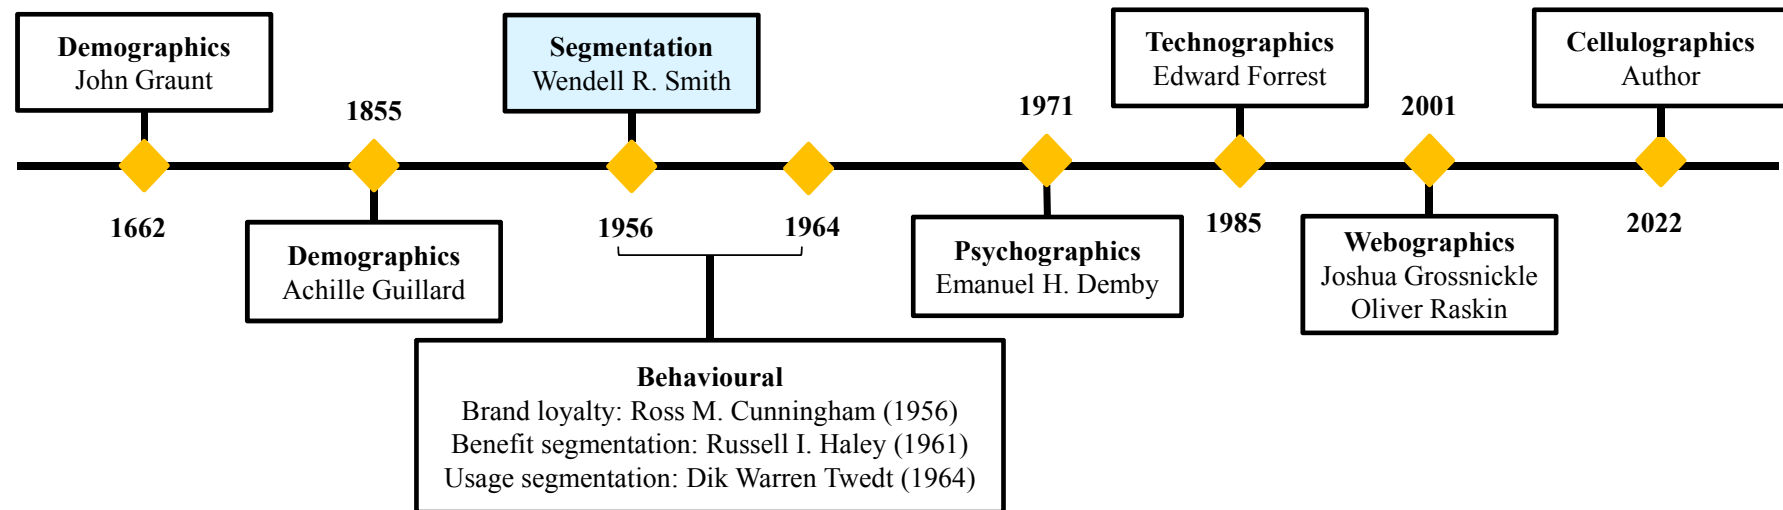 Demographics
John Graunt
1662
1855
Demographics
Achille Guillard
Segmentation
Wendell R. Smith
1956
1964
Behavioural
Brand loyalty: Ross M. Cunningham (1956)
Benefit segmentation: Russell I. Haley (1961)
Usage segmentation: Dik Warren Twedt (1964)
1971
Psychographics
Emanuel H. Demby
Technographics
Edward Forrest
1985
2001
Webographics
Joshua Grossnickle
Oliver Raskin
Cellulographics
Author
2022